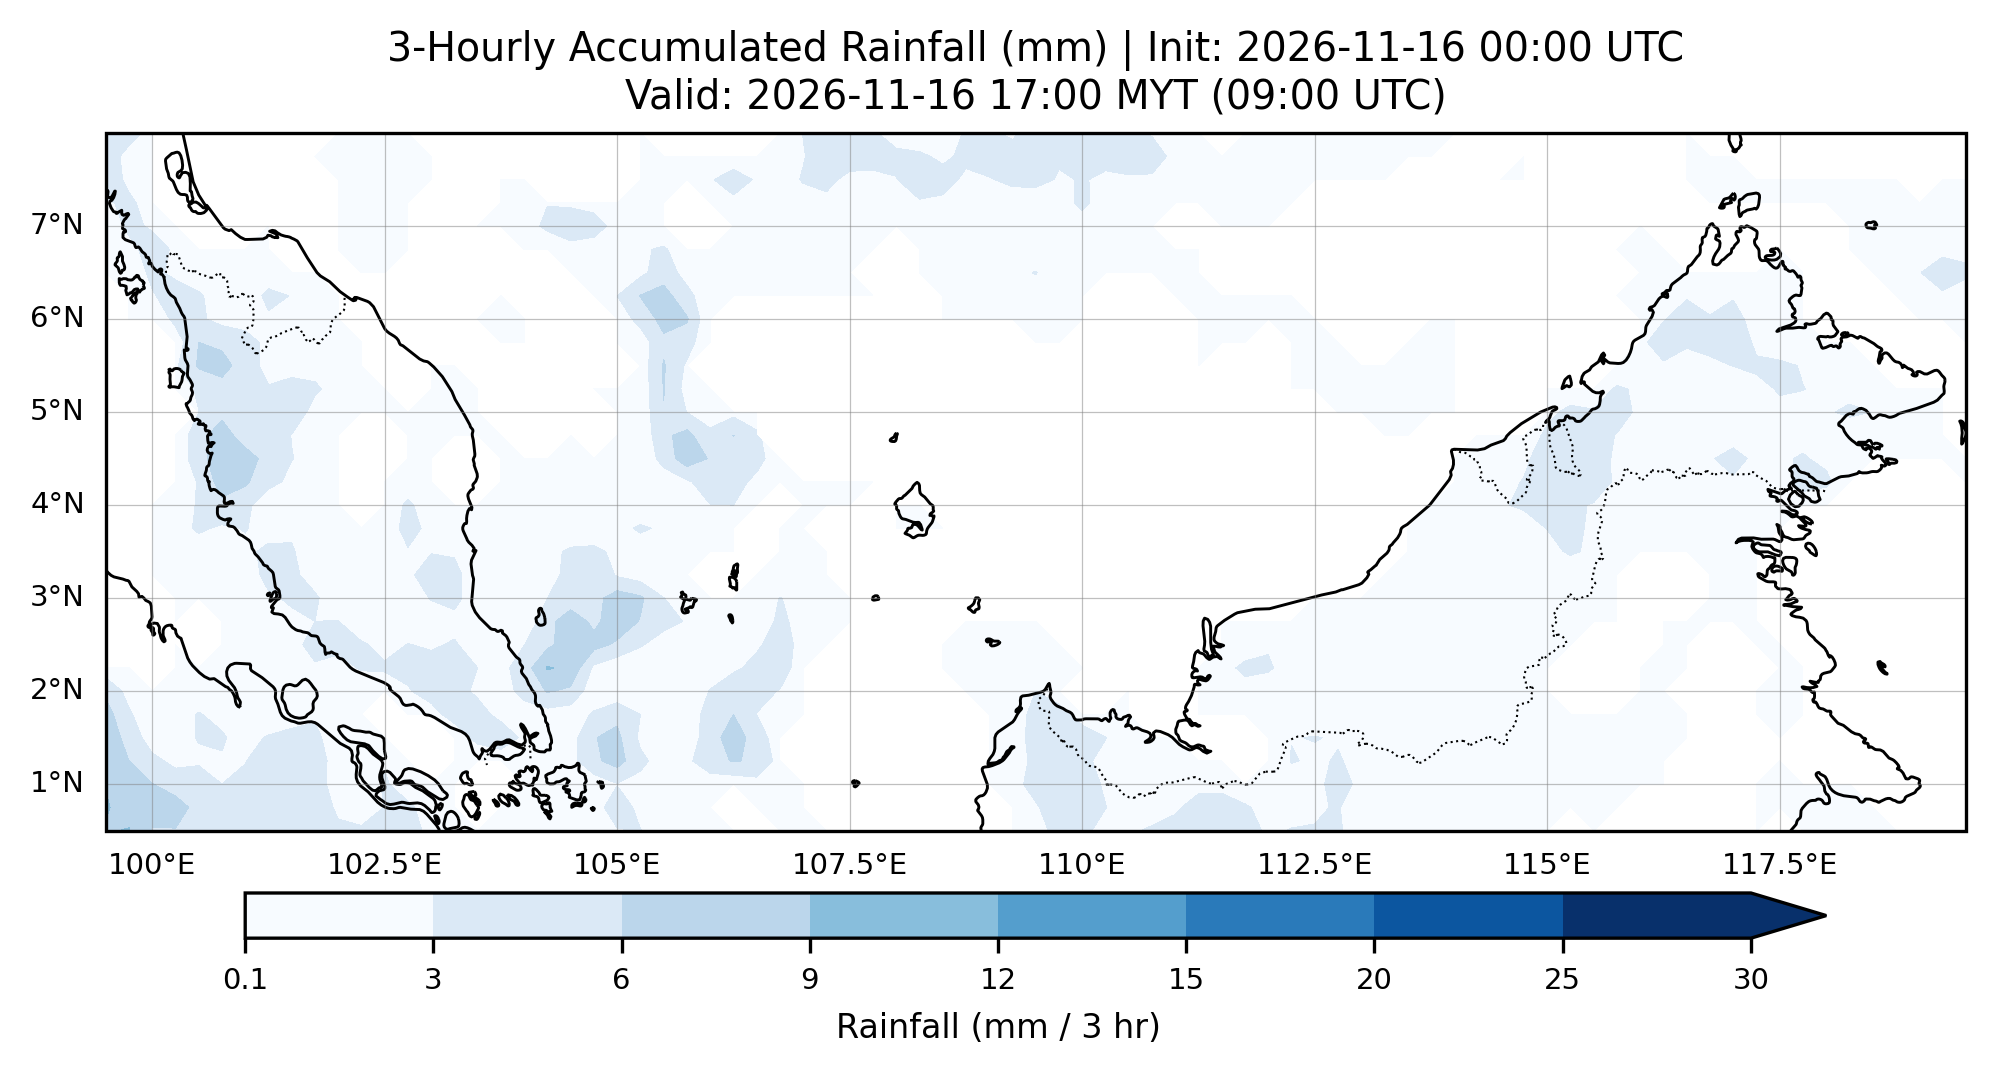 3-Hourly Accumulated Rainfall (mm) | Init: 2026-11-16 00:00 UTC
Valid: 2026-11-16 17:00 MYT (09:00 UTC)
7°N
6°N
5°N
4°N
3°N
2°N
1°N
100°E 102.5°E 105°E 107.5°E 110°E 112.5°E 115°E 117.5°E
0.1 3 6 9 12 15 20 25 30
Rainfall (mm / 3 hr)